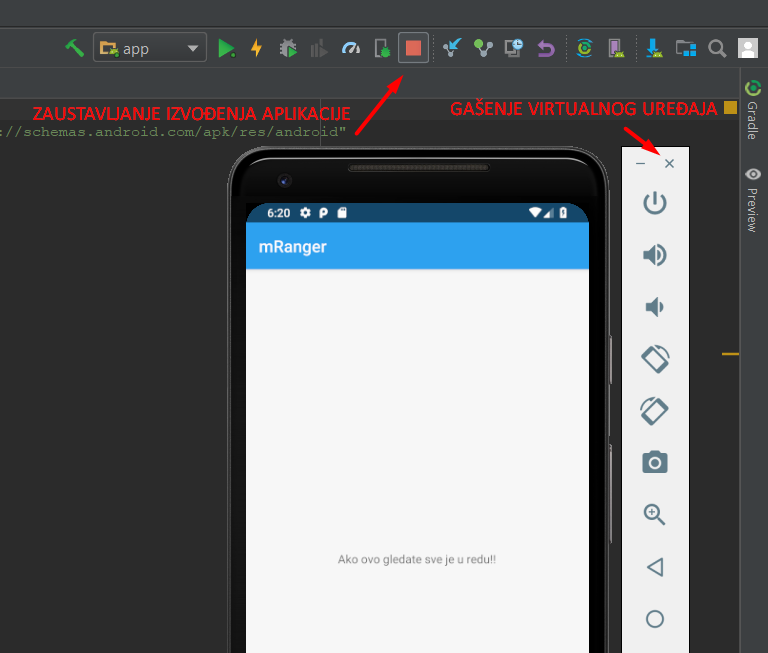 app
ZAUSTAVLJANJE IZVOĐENJA APLIKACIJE
GAŠENJE VIRTUALNOG UREĐAJA
://schemas.android.com/apk/res/android"
Gradle
Preview
6:20
mRanger
Ako ovo gledate sve je u redu!!